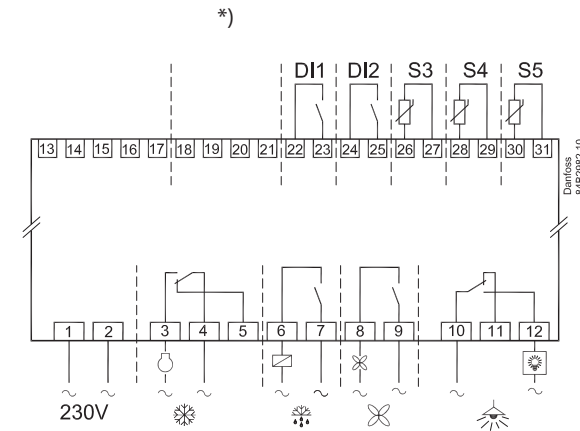 *)
DI1 DI2 S3 S4 S5
13 14 15 16 17 18 19 20 21 22 23 24 25 26 27 28 29 30 31
Danfoss
84B2982.10
1 2 3 4 5 6 7 8 9 10 11 12
230V